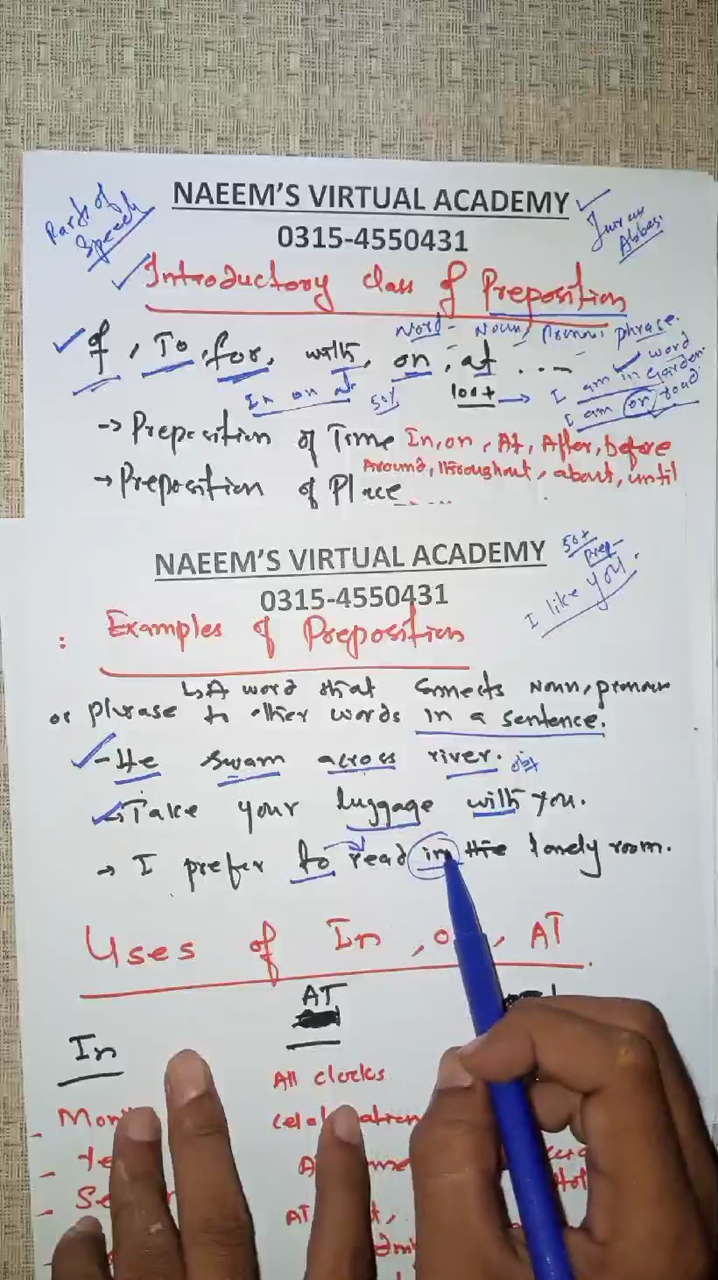 Parts of Speech
NAEEM'S VIRTUAL ACADEMY
0315-4550431
Abbas
Introductory class of Preposition
word - Noun, Pronoun, phrase.
of, To, for, with, on, at ...
word
In on At 50% 100+ → I am in Garden
I am on road
→ Preposition of Time In, on, At, After, before
Around, throughout, about, until
→ Preposition of Place ....
NAEEM'S VIRTUAL ACADEMY
50+ Prep-
0315-4550431
I like you.
: Examples of Preposition
↳ A word that connects Noun, pronoun
or phrase to other words in a sentence.
- He swam across river. obj
Take your luggage with you.
→ I prefer to read in the lonely room.
Uses of In, o, AT
AT
In
All clocks